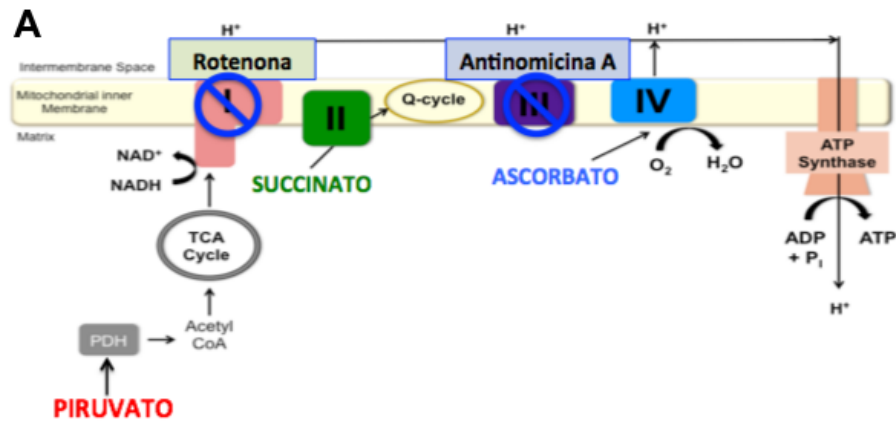 A
H⁺ H⁺ H⁺
Rotenona
Antinomicina A
Intermembrane Space
Mitochondrial inner
Membrane
Matrix
I
II
Q-cycle
III
IV
ATP
Synthase
NAD⁺
NADH
SUCCINATO
ASCORBATO
O₂
H₂O
TCA
Cycle
ADP
+ Pᵢ
ATP
H⁺
Acetyl
CoA
PDH
PIRUVATO